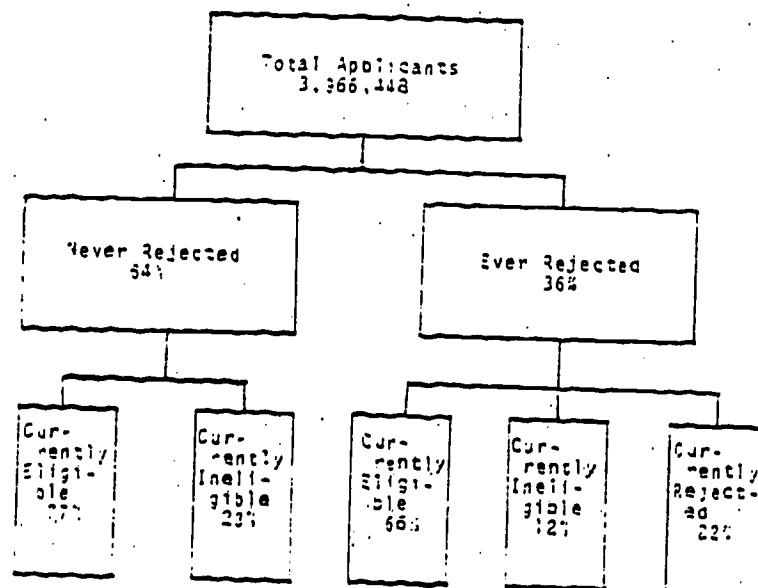 Total Applicants
3,966,448
Never Rejected
64%
Ever Rejected
36%
Cur-
rently
Eligi-
ble
77%
Cur-
rently
Ineli-
gible
23%
Cur-
rently
Eligi-
ble
66%
Cur-
rently
Ineli-
gible
12%
Cur-
rently
Reject-
ed
22%